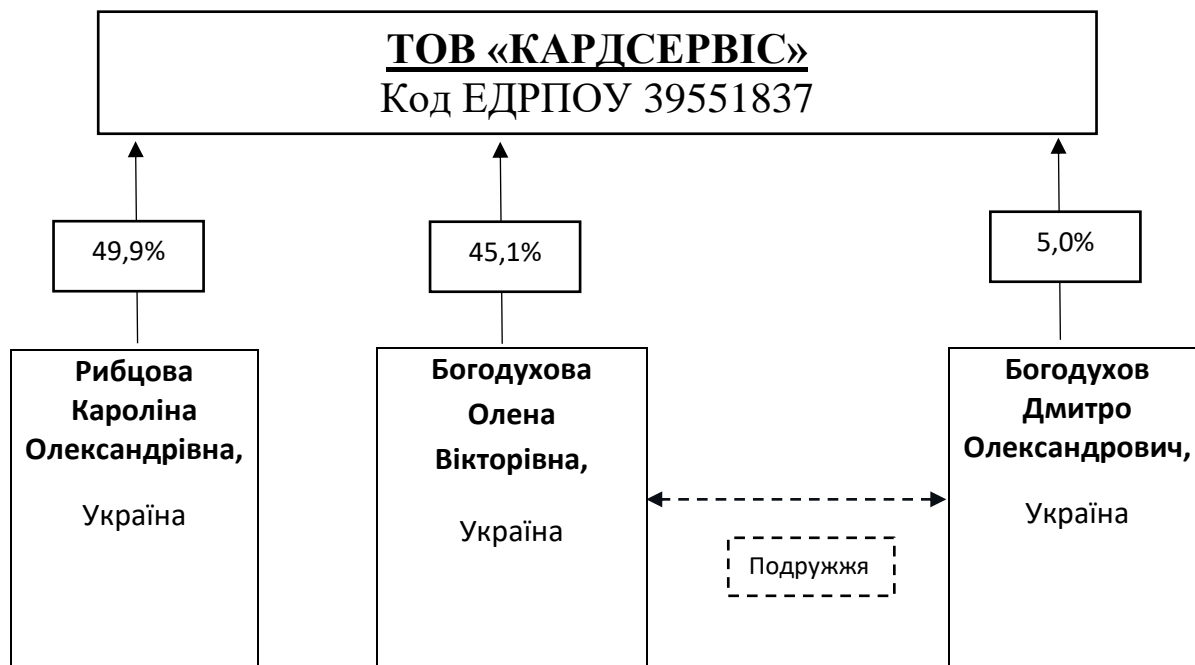 ТОВ «КАРДСЕРВІС»
Код ЕДРПОУ 39551837
49,9%
45,1%
5,0%
Рибцова
Кароліна
Олександрівна,
Україна
Богодухова
Олена
Вікторівна,
Україна
Подружжя
Богодухов
Дмитро
Олександрович,
Україна